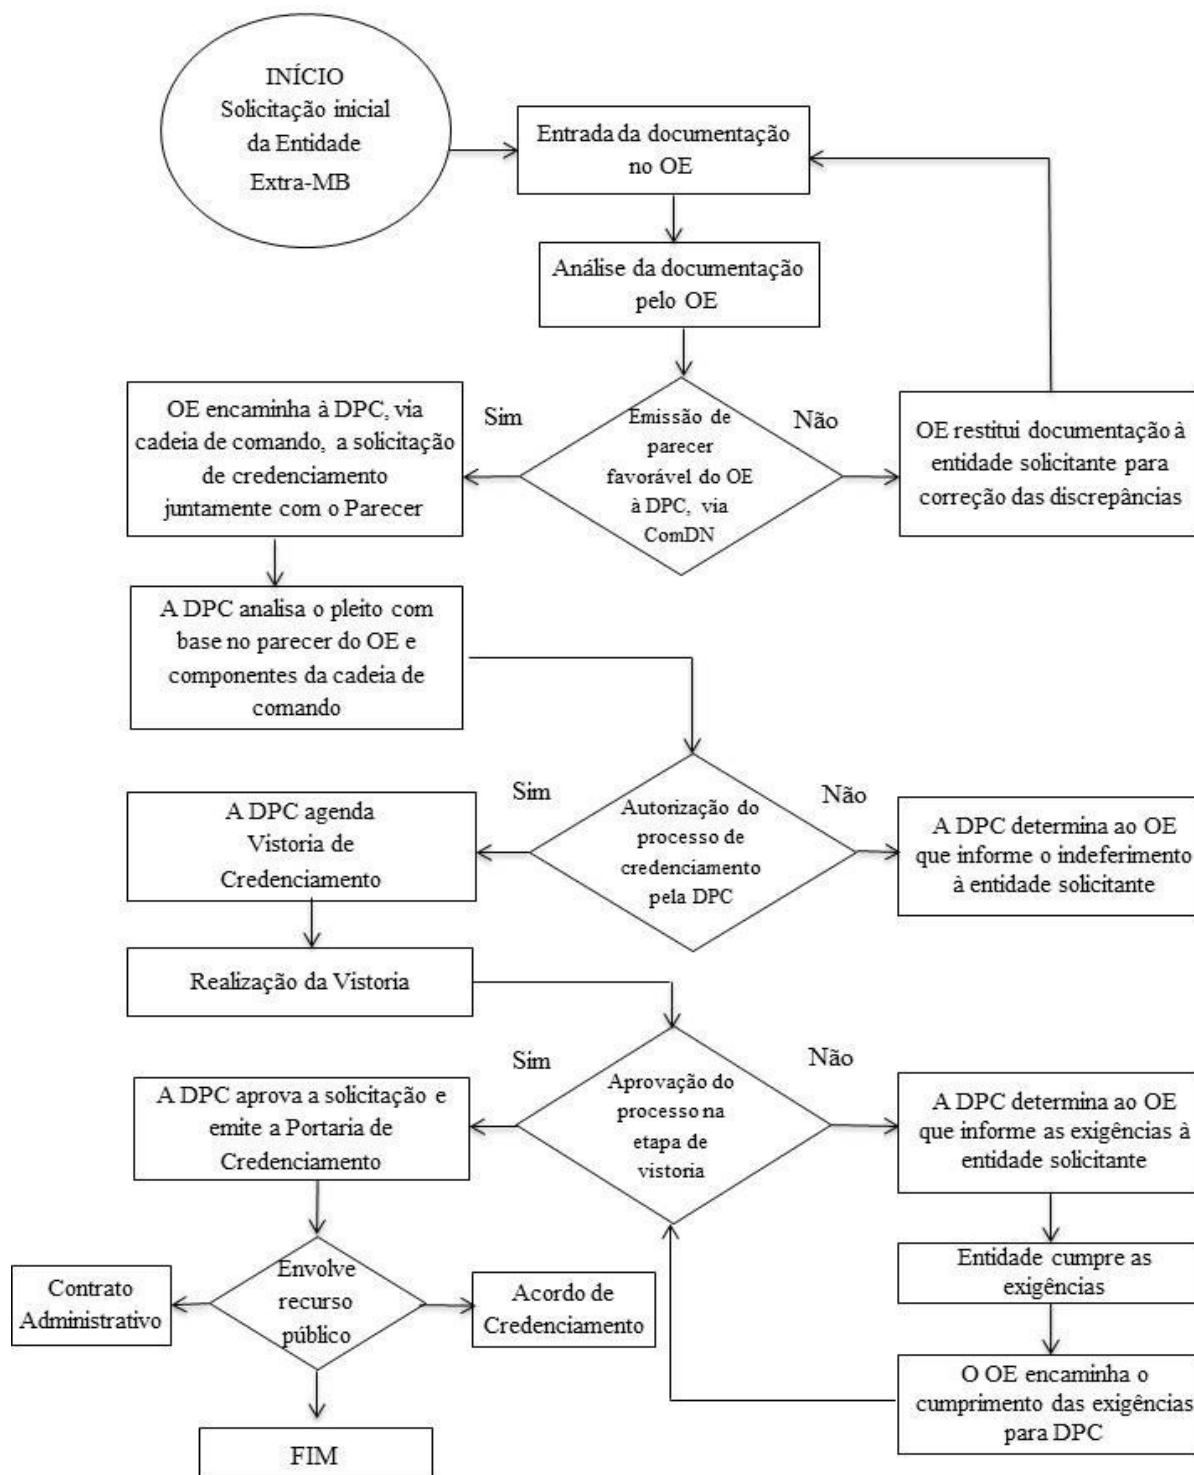 INÍCIO
Solicitação inicial
da Entidade
Extra-MB
Entrada da documentação
no OE
Análise da documentação
pelo OE
Emissão de
parecer
favorável do OE
à DPC, via
ComDN
Sim
Não
OE encaminha à DPC, via
cadeia de comando, a solicitação
de credenciamento
juntamente com o Parecer
OE restitui documentação à
entidade solicitante para
correção das discrepâncias
A DPC analisa o pleito com
base no parecer do OE e
componentes da cadeia de
comando
Autorização do
processo de
credenciamento
pela DPC
Sim
Não
A DPC agenda
Vistoria de
Credenciamento
A DPC determina ao OE
que informe o indeferimento
à entidade solicitante
Realização da Vistoria
Aprovação do
processo na
etapa de
vistoria
Sim
Não
A DPC aprova a solicitação e
emite a Portaria de
Credenciamento
A DPC determina ao OE
que informe as exigências à
entidade solicitante
Entidade cumpre as
exigências
O OE encaminha o
cumprimento das exigências
para DPC
Envolve
recurso
público
Contrato
Administrativo
Acordo de
Credenciamento
FIM